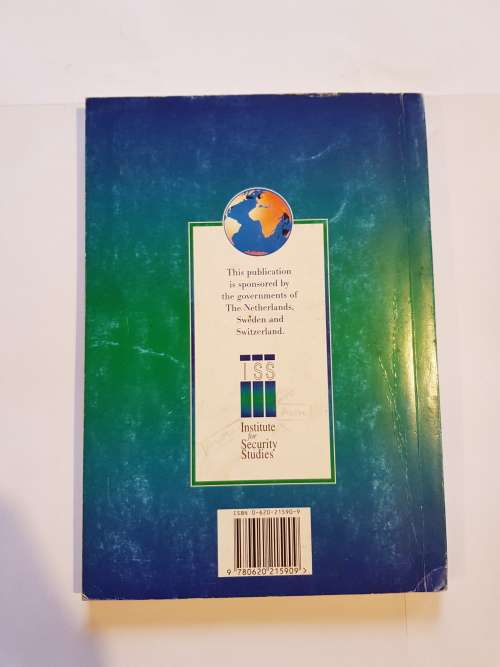 This publication
is sponsored by
the governments of
The Netherlands,
Sweden and
Switzerland.
ISS
Institute
for
Security
Studies
ISBN 0-620-21590-9
9 780620 215909 >